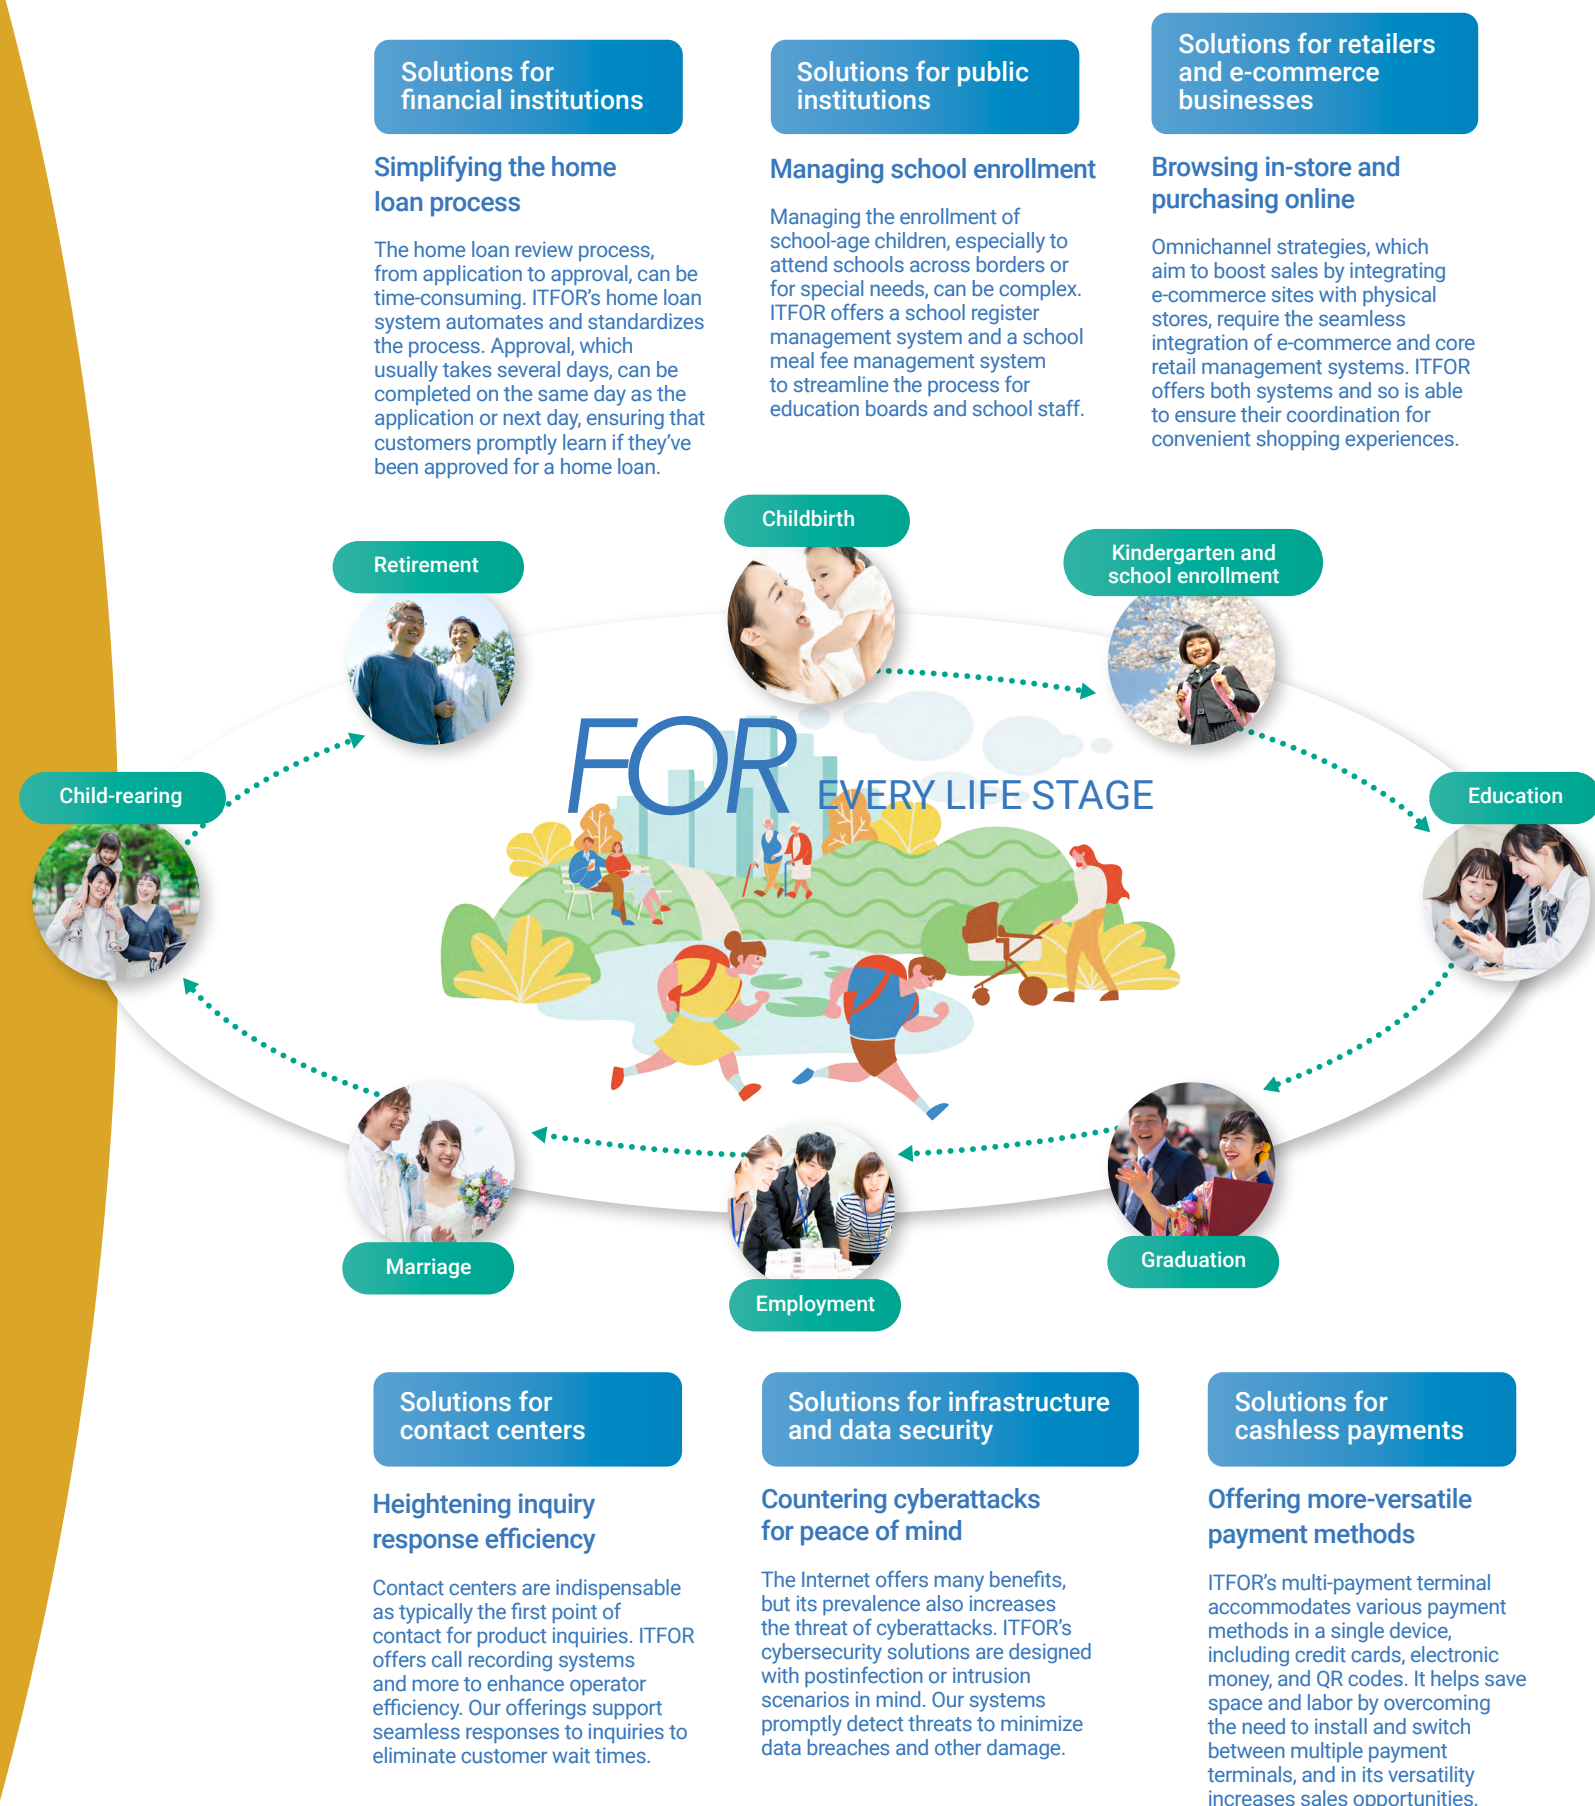 Solutions for
financial institutions
Simplifying the home
loan process
The home loan review process,
from application to approval, can be
time-consuming. ITFOR's home loan
system automates and standardizes
the process. Approval, which
usually takes several days, can be
completed on the same day as the
application or next day, ensuring that
customers promptly learn if they've
been approved for a home loan.
Solutions for public
institutions
Managing school enrollment
Managing the enrollment of
school-age children, especially to
attend schools across borders or
for special needs, can be complex.
ITFOR offers a school register
management system and a school
meal fee management system
to streamline the process for
education boards and school staff.
Solutions for retailers
and e-commerce
businesses
Browsing in-store and
purchasing online
Omnichannel strategies, which
aim to boost sales by integrating
e-commerce sites with physical
stores, require the seamless
integration of e-commerce and core
retail management systems. ITFOR
offers both systems and so is able
to ensure their coordination for
convenient shopping experiences.
Childbirth
Kindergarten and
school enrollment
Retirement
Child-rearing
Education
FOR EVERY LIFE STAGE
Marriage
Employment
Graduation
Solutions for
contact centers
Heightening inquiry
response efficiency
Contact centers are indispensable
as typically the first point of
contact for product inquiries. ITFOR
offers call recording systems
and more to enhance operator
efficiency. Our offerings support
seamless responses to inquiries to
eliminate customer wait times.
Solutions for infrastructure
and data security
Countering cyberattacks
for peace of mind
The Internet offers many benefits,
but its prevalence also increases
the threat of cyberattacks. ITFOR's
cybersecurity solutions are designed
with postinfection or intrusion
scenarios in mind. Our systems
promptly detect threats to minimize
data breaches and other damage.
Solutions for
cashless payments
Offering more-versatile
payment methods
ITFOR's multi-payment terminal
accommodates various payment
methods in a single device,
including credit cards, electronic
money, and QR codes. It helps save
space and labor by overcoming
the need to install and switch
between multiple payment
terminals, and in its versatility
increases sales opportunities.